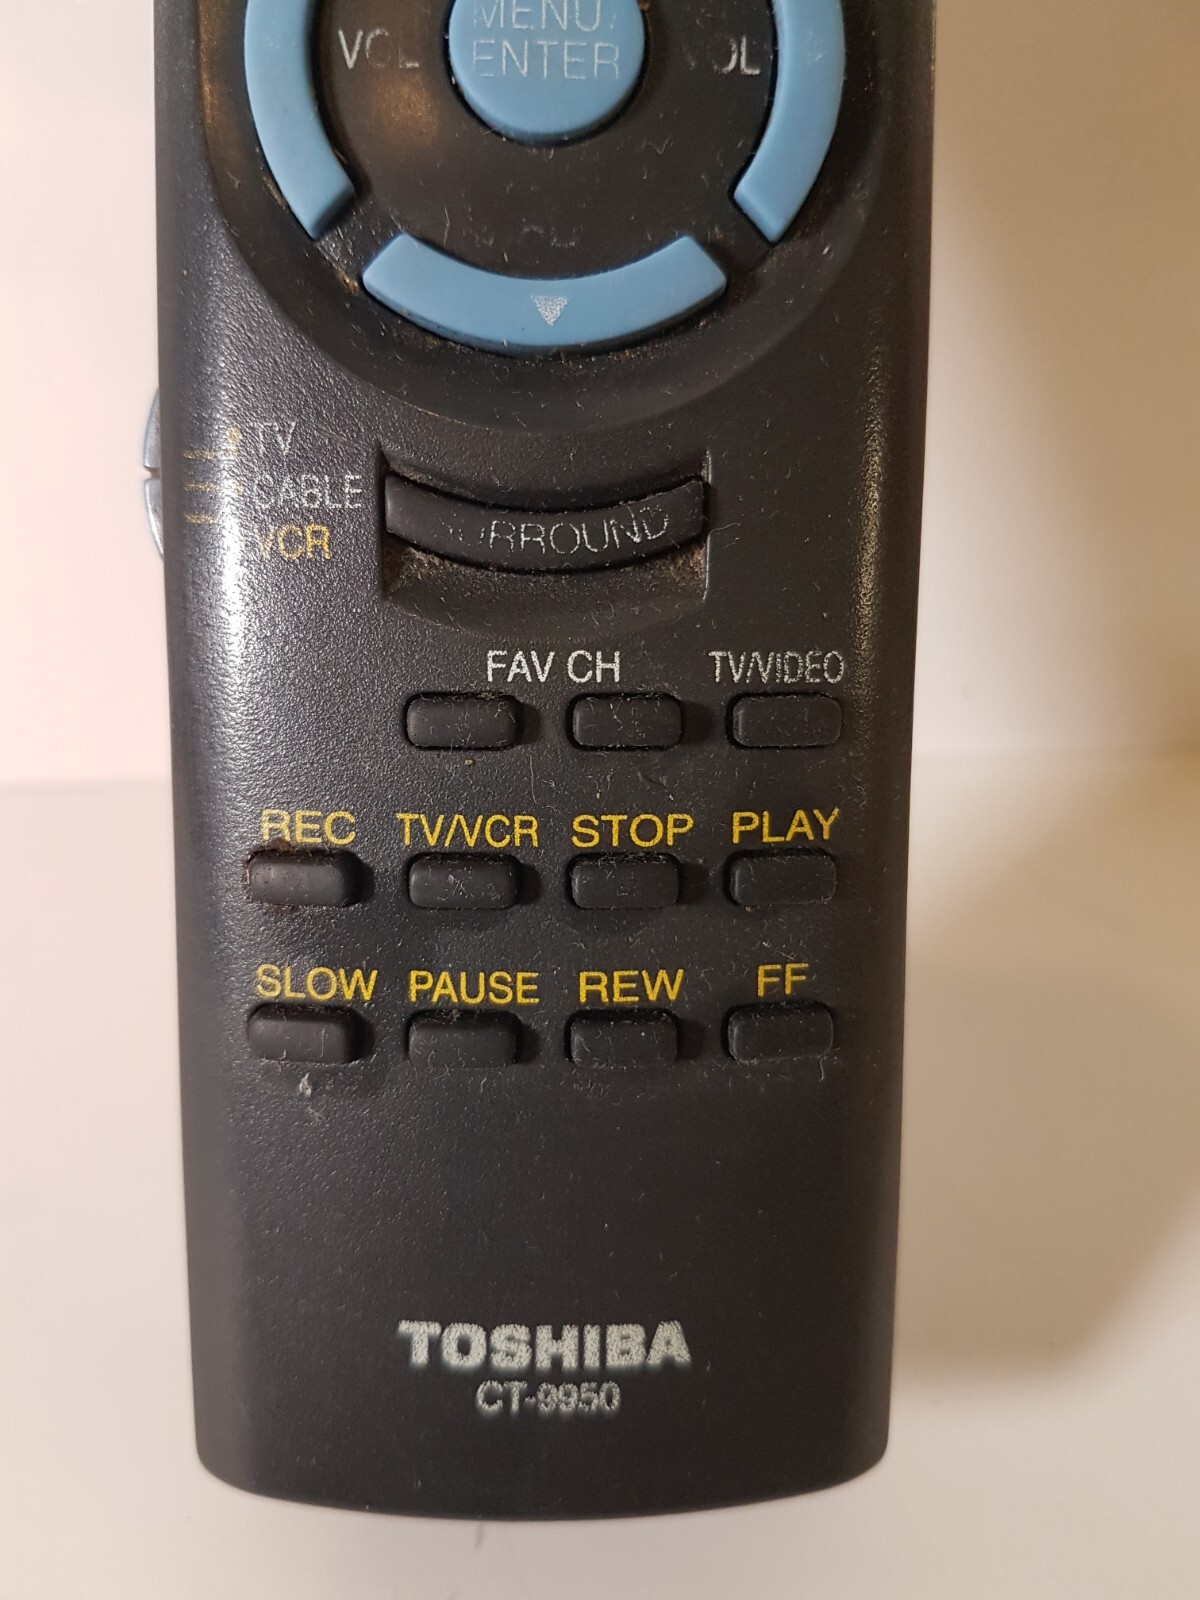 MENU/
ENTER
VOL VOL
TV
CABLE
VCR
SURROUND
FAV CH TV/VIDEO
REC TV/VCR STOP PLAY
SLOW PAUSE REW FF
TOSHIBA
CT-9950